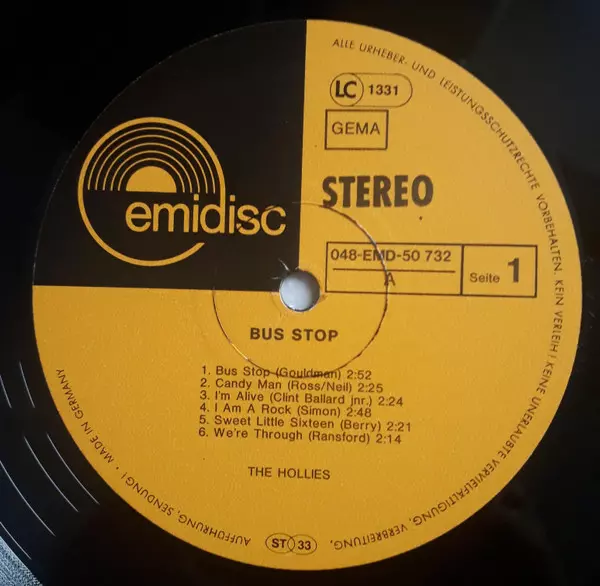 ALLE URHEBER- UND LEISTUNGSSCHUTZRECHTE VORBEHALTEN. KEIN VERLEIH! KEINE UNERLAUBTE VERVIELFÄLTIGUNG, VERBREITUNG, AUFFÜHRUNG, SENDUNG! • MADE IN GERMANY
LC 1331
GEMA
emidisc
STEREO
048-EMD-50 732
A
Seite 1
BUS STOP
1. Bus Stop (Gouldman) 2:52
2. Candy Man (Ross/Neil) 2:25
3. I'm Alive (Clint Ballard jnr.) 2:24
4. I Am A Rock (Simon) 2:48
5. Sweet Little Sixteen (Berry) 2:21
6. We're Through (Ransford) 2:14
THE HOLLIES
ST 33